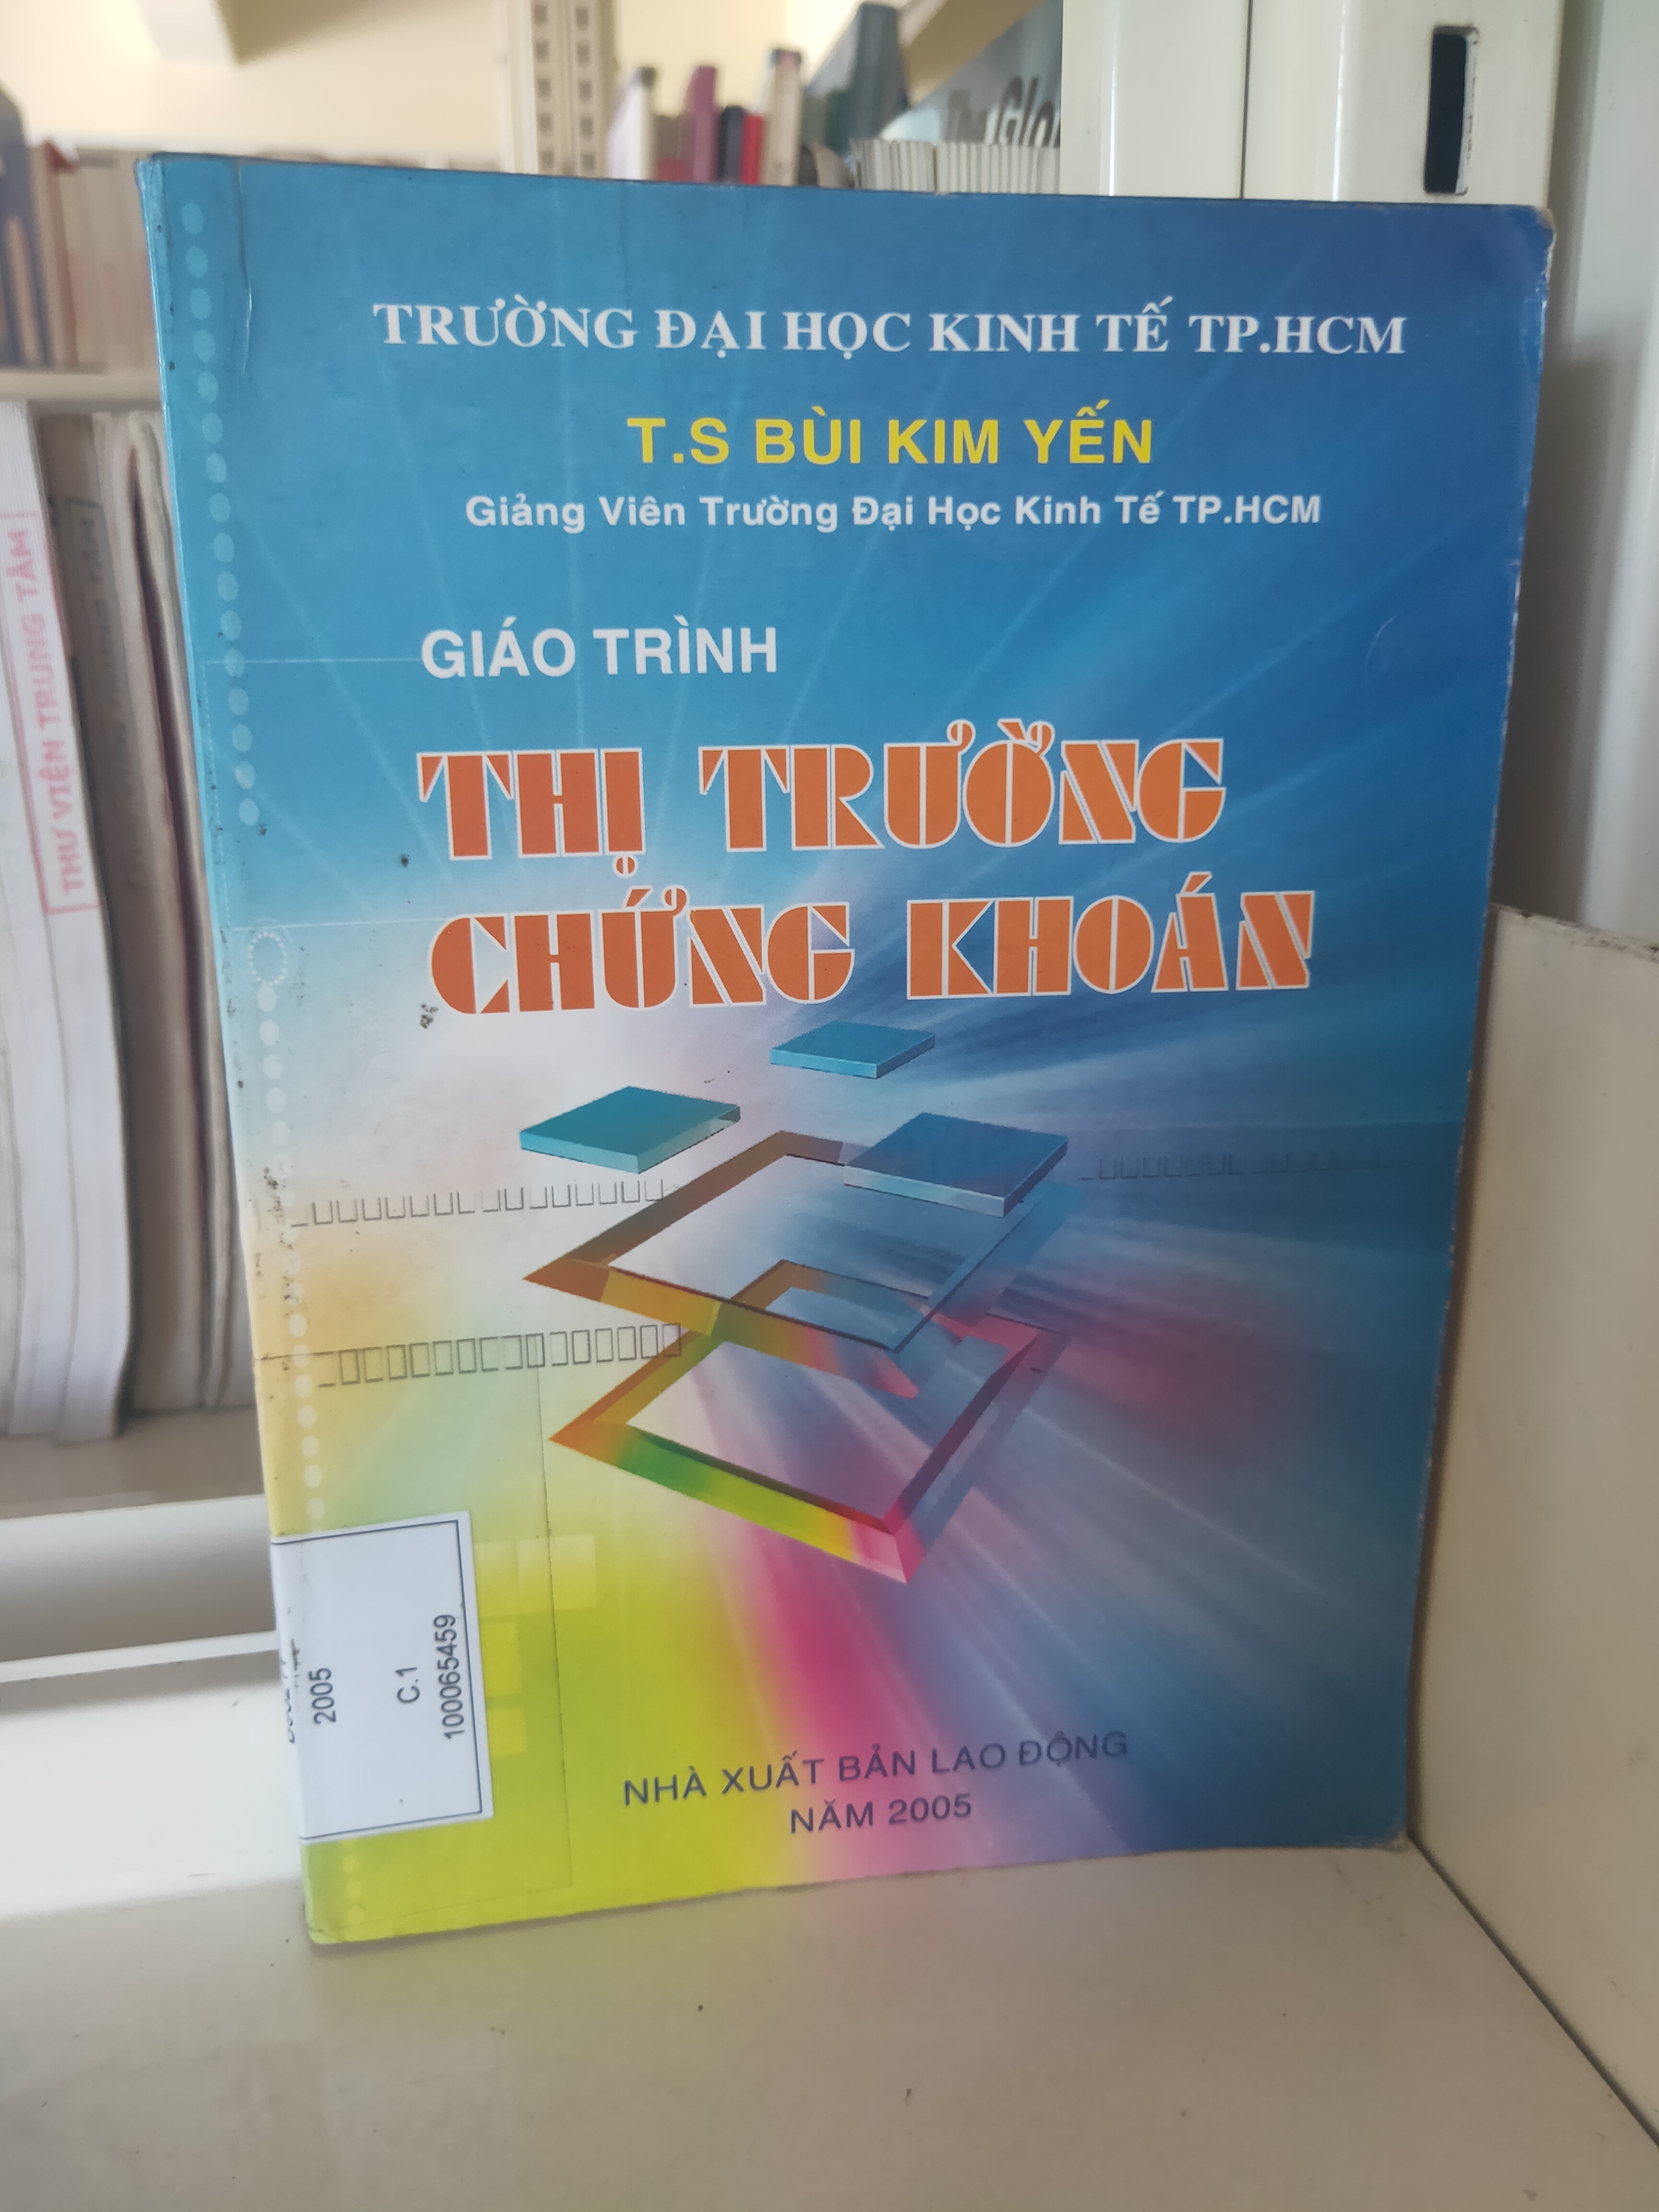 The Glo
TRƯỜNG ĐẠI HỌC KINH TẾ TP.HCM
T.S BÙI KIM YẾN
Giảng Viên Trường Đại Học Kinh Tế TP.HCM
GIÁO TRÌNH
THỊ TRƯỜNG
CHỨNG KHOÁN
THƯ VIỆN TRUNG TÂM
2005
C.1
100065459
NHÀ XUẤT BẢN LAO ĐỘNG
NĂM 2005